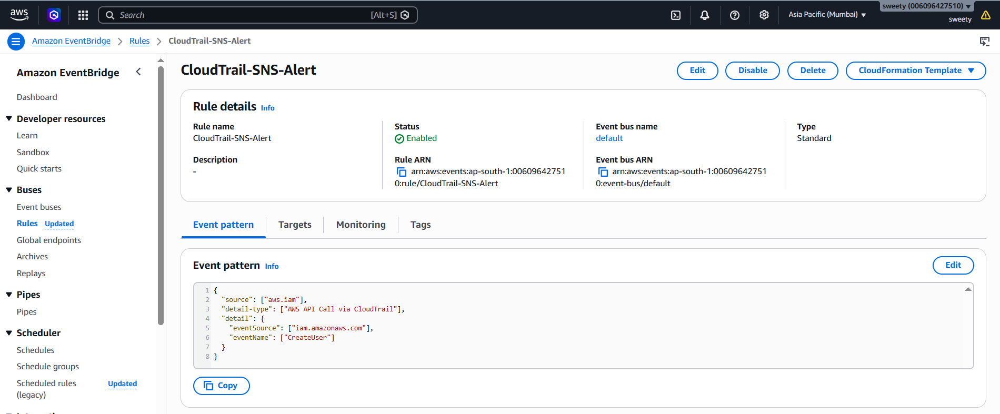 aws
Search
[Alt+S]
Asia Pacific (Mumbai)
sweety (006096427510)
sweety
Amazon EventBridge
Rules
CloudTrail-SNS-Alert
Amazon EventBridge
Dashboard
Developer resources
Learn
Sandbox
Quick starts
Buses
Event buses
Rules Updated
Global endpoints
Archives
Replays
Pipes
Pipes
Scheduler
Schedules
Schedule groups
Scheduled rules Updated
(legacy)
CloudTrail-SNS-Alert
Edit
Disable
Delete
CloudFormation Template
Rule details Info
Rule name
CloudTrail-SNS-Alert
Description
-
Status
Enabled
Rule ARN
arn:aws:events:ap-south-1:00609642751
0:rule/CloudTrail-SNS-Alert
Event bus name
default
Event bus ARN
arn:aws:events:ap-south-1:00609642751
0:event-bus/default
Type
Standard
Event pattern
Targets
Monitoring
Tags
Event pattern Info
Edit
1 {
2 "source": ["aws.iam"],
3 "detail-type": ["AWS API Call via CloudTrail"],
4 "detail": {
5 "eventSource": ["iam.amazonaws.com"],
6 "eventName": ["CreateUser"]
7 }
8 }
Copy